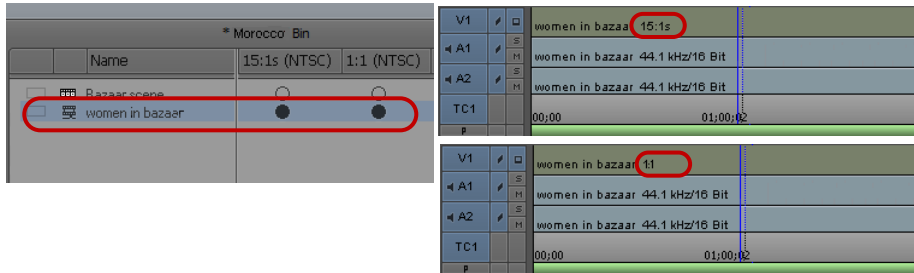 * Morocco Bin
Name 15:1s (NTSC) 1:1 (NTSC)
Bazaar scene
women in bazaar
V1 women in bazaar 15:1s
A1 S M women in bazaar 44.1 kHz/16 Bit
A2 S M women in bazaar 44.1 kHz/16 Bit
TC1 00;00 01;00;02
P
V1 women in bazaar 1:1
A1 S M women in bazaar 44.1 kHz/16 Bit
A2 S M women in bazaar 44.1 kHz/16 Bit
TC1 00;00 01;00;02
P